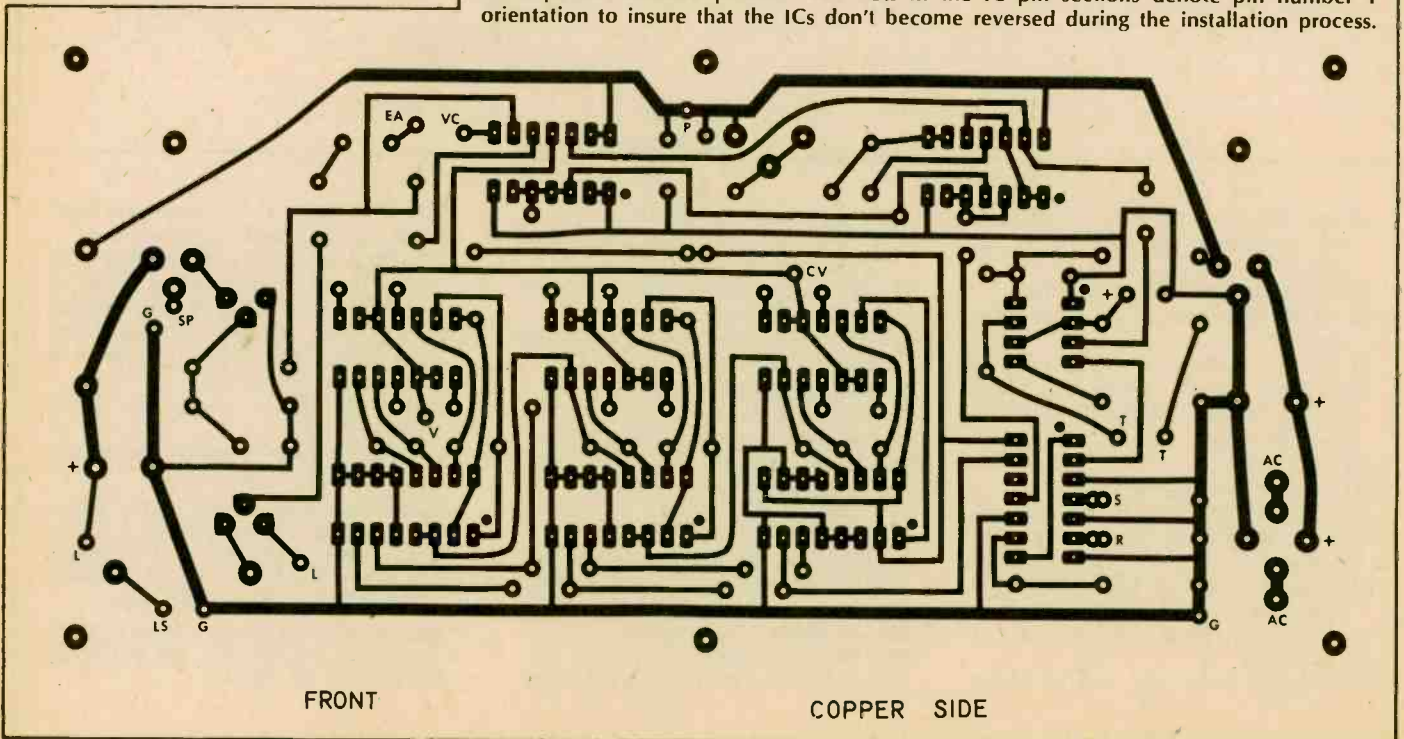 orientation to insure that the ICs don't become reversed during the installation process.
EA
VC
P
G
SP
CV
+
V
T
T
+
+
AC
S
R
L
L
+
LS
G
G
AC
FRONT
COPPER SIDE